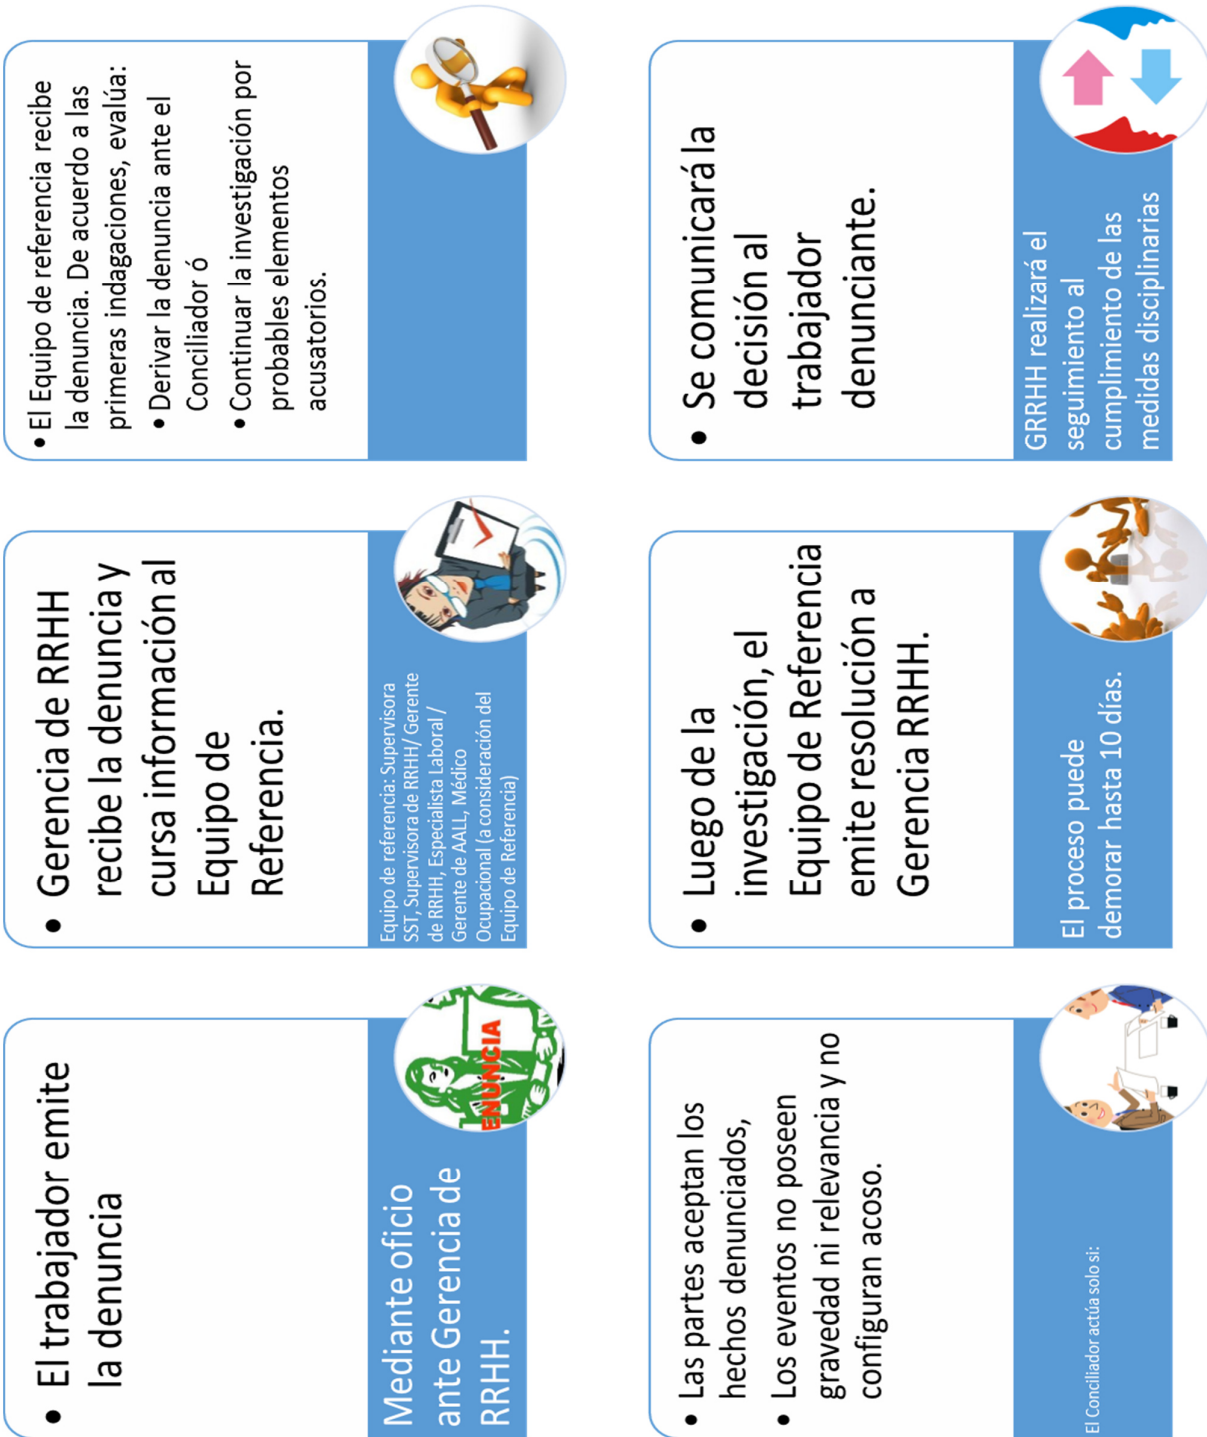 • El trabajador emite
la denuncia
Mediante oficio
ante Gerencia de
RRHH.
ENUNCIA
• Gerencia de RRHH
recibe la denuncia y
cursa información al
Equipo de
Referencia.
Equipo de referencia: Supervisora
SST, Supervisora de RRHH/ Gerente
de RRHH, Especialista Laboral /
Gerente de AALL, Médico
Ocupacional (a consideración del
Equipo de Referencia)
• El Equipo de referencia recibe
la denuncia. De acuerdo a las
primeras indagaciones, evalúa:
• Derivar la denuncia ante el
Conciliador ó
• Continuar la investigación por
probables elementos
acusatorios.
• Las partes aceptan los
hechos denunciados,
• Los eventos no poseen
gravedad ni relevancia y no
configuran acoso.
El Conciliador actúa solo si:
• Luego de la
investigación, el
Equipo de Referencia
emite resolución a
Gerencia RRHH.
El proceso puede
demorar hasta 10 días.
• Se comunicará la
decisión al
trabajador
denunciante.
GRRHH realizará el
seguimiento al
cumplimiento de las
medidas disciplinarias